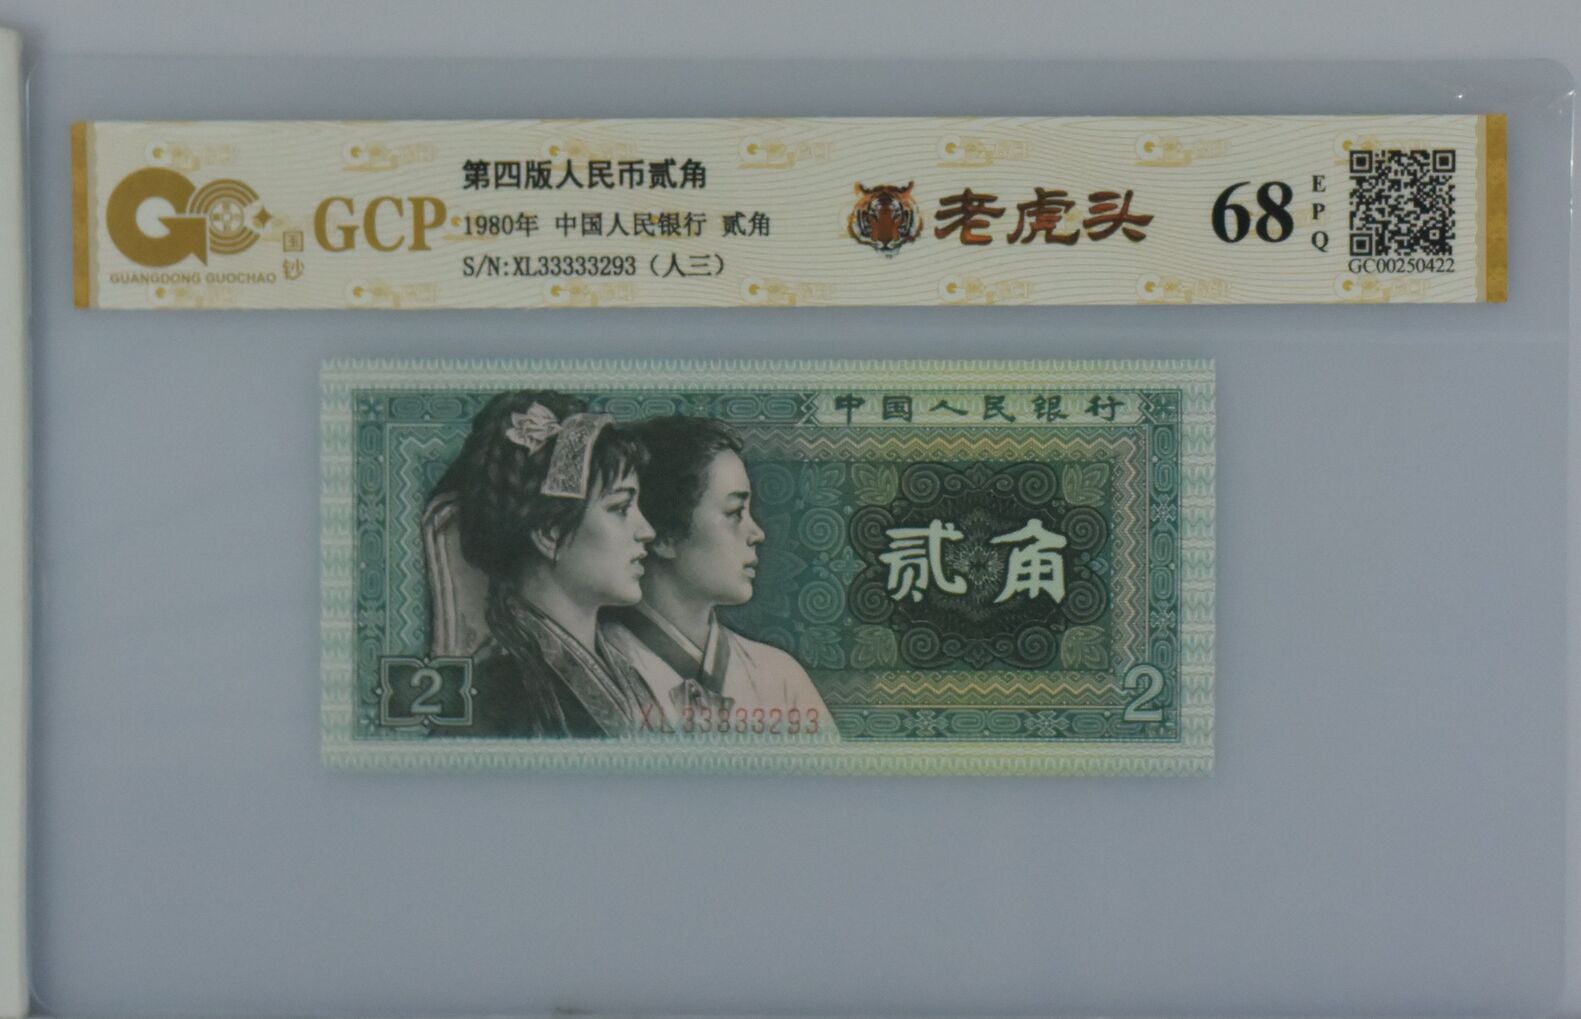 第四版人民币贰角
1980年 中国人民银行 贰角
S/N:XL33333293（人三）
GCP
国钞
GUANGDONG GUOCHAO
老虎头
68
EPQ
GC00250422
中国人民银行
贰角
2
2
XL33333293